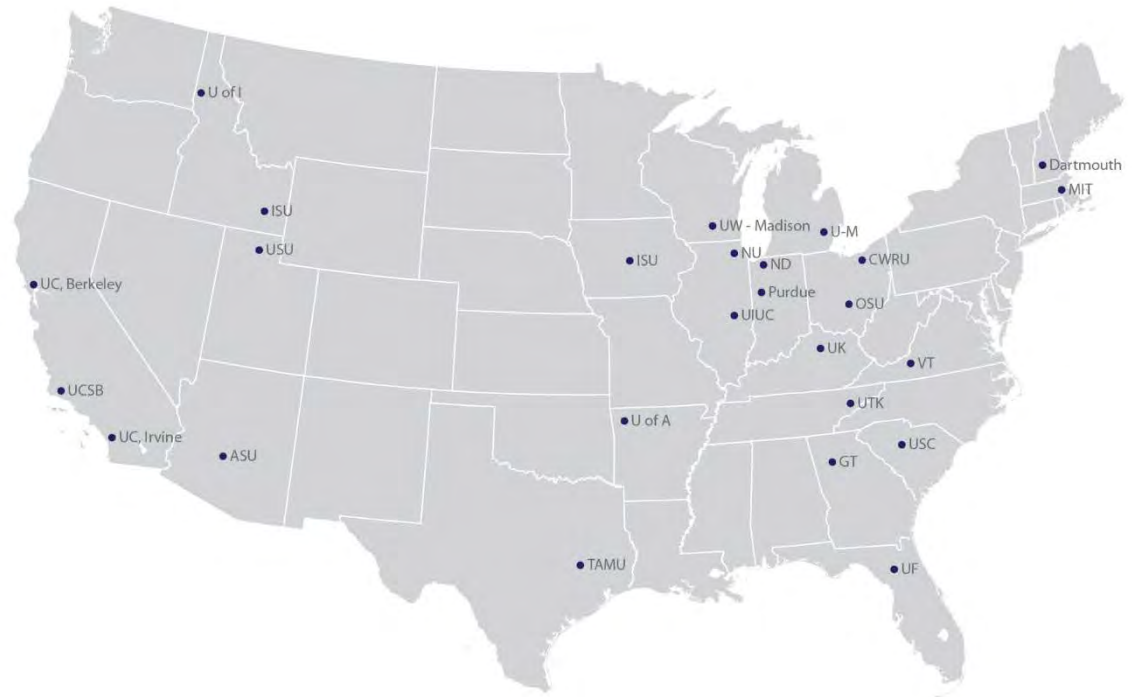 U of I
Dartmouth
MIT
ISU
UW - Madison
U-M
USU
NU
CWRU
ISU
ND
UC, Berkeley
Purdue
OSU
UIUC
UK
VT
UCSB
UTK
U of A
UC, Irvine
USC
ASU
GT
TAMU
UF